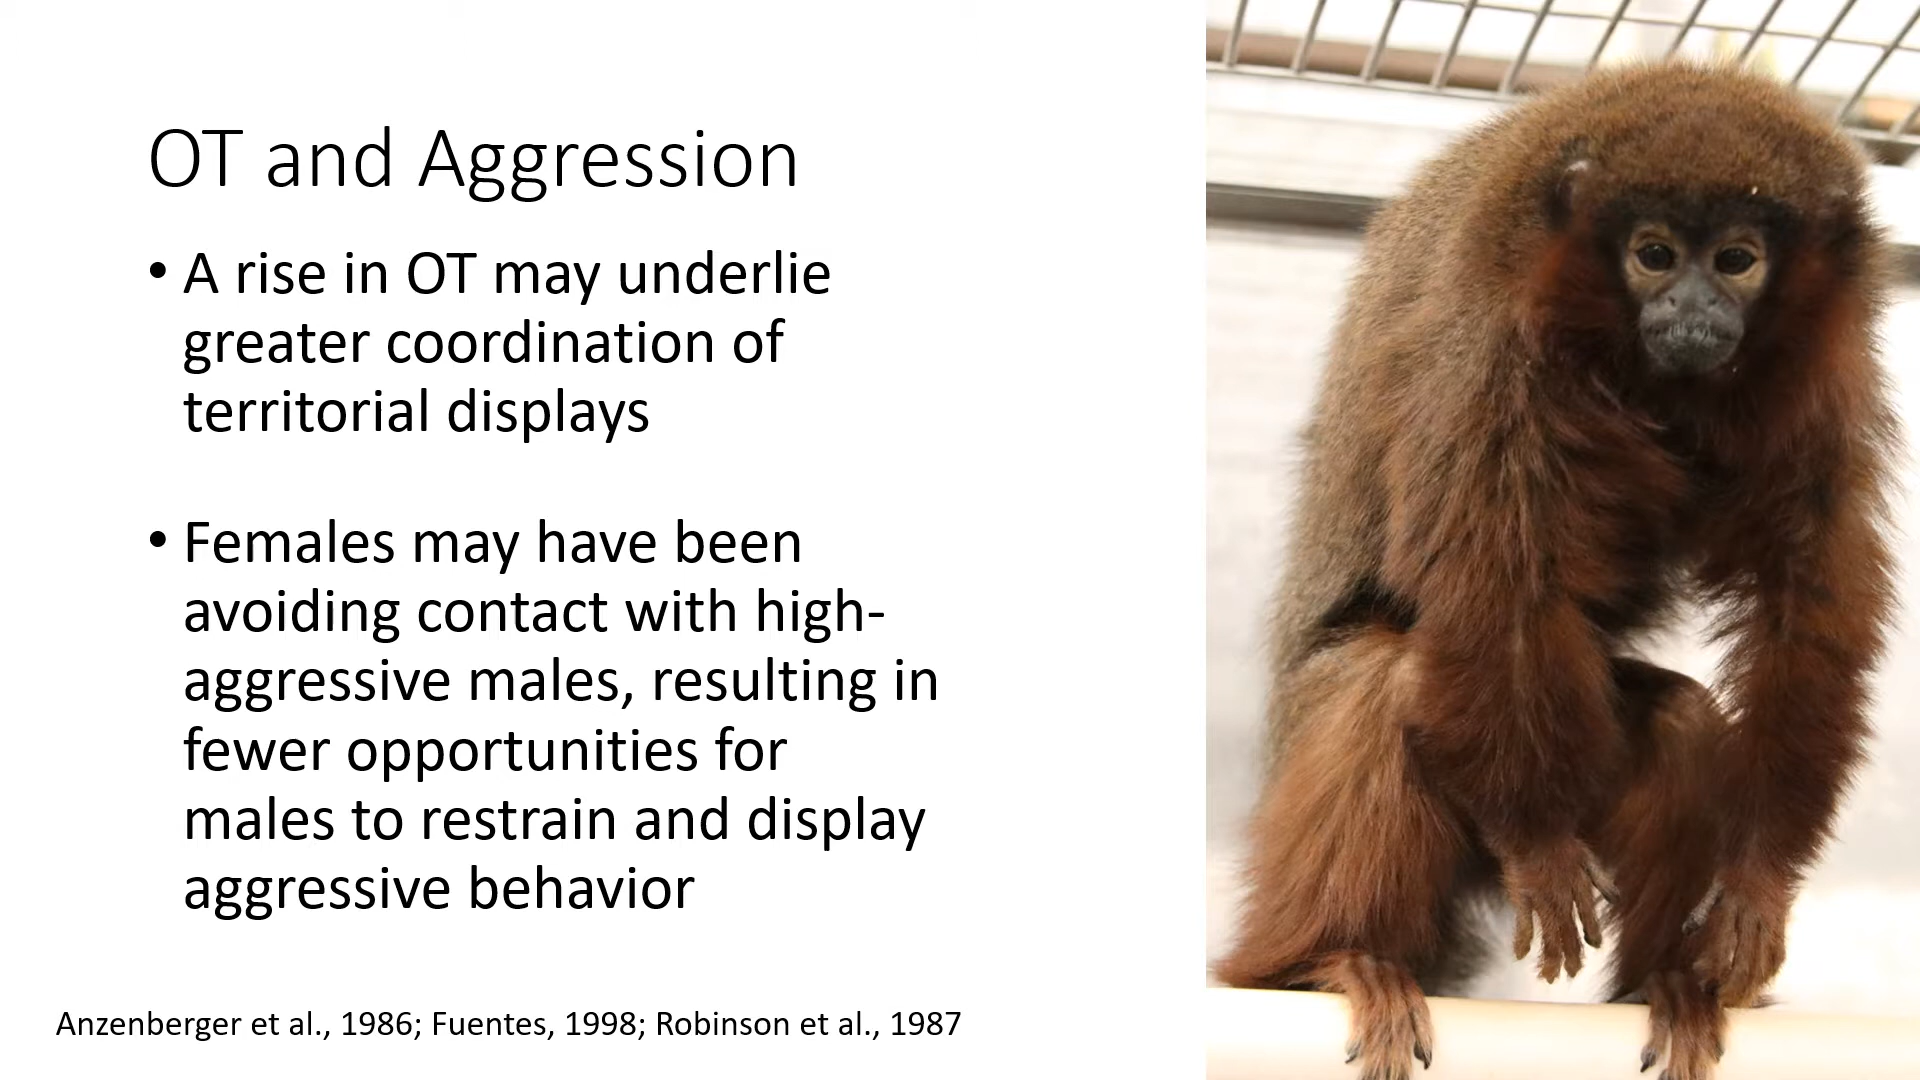 OT and Aggression
• A rise in OT may underlie
greater coordination of
territorial displays
• Females may have been
avoiding contact with high-
aggressive males, resulting in
fewer opportunities for
males to restrain and display
aggressive behavior
Anzenberger et al., 1986; Fuentes, 1998; Robinson et al., 1987